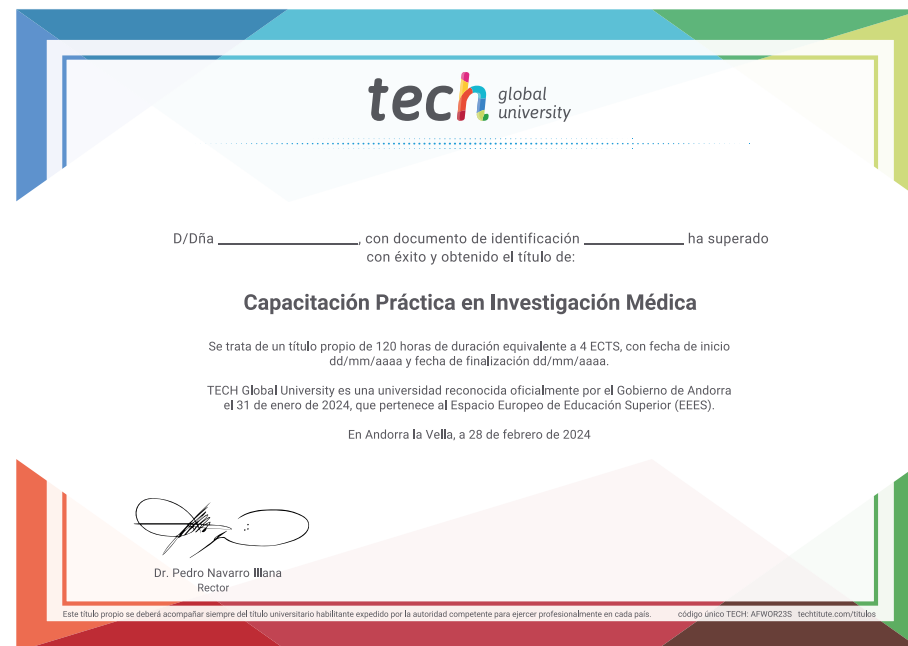 tech global university
D/Dña ______________, con documento de identificación __________ ha superado
con éxito y obtenido el título de:
Capacitación Práctica en Investigación Médica
Se trata de un título propio de 120 horas de duración equivalente a 4 ECTS, con fecha de inicio
dd/mm/aaaa y fecha de finalización dd/mm/aaaa.
TECH Global University es una universidad reconocida oficialmente por el Gobierno de Andorra
el 31 de enero de 2024, que pertenece al Espacio Europeo de Educación Superior (EEES).
En Andorra la Vella, a 28 de febrero de 2024
Dr. Pedro Navarro Illana
Rector
Este título propio se deberá acompañar siempre del título universitario habilitante expedido por la autoridad competente para ejercer profesionalmente en cada país. código único TECH: AFWOR23S techtitute.com/titulos